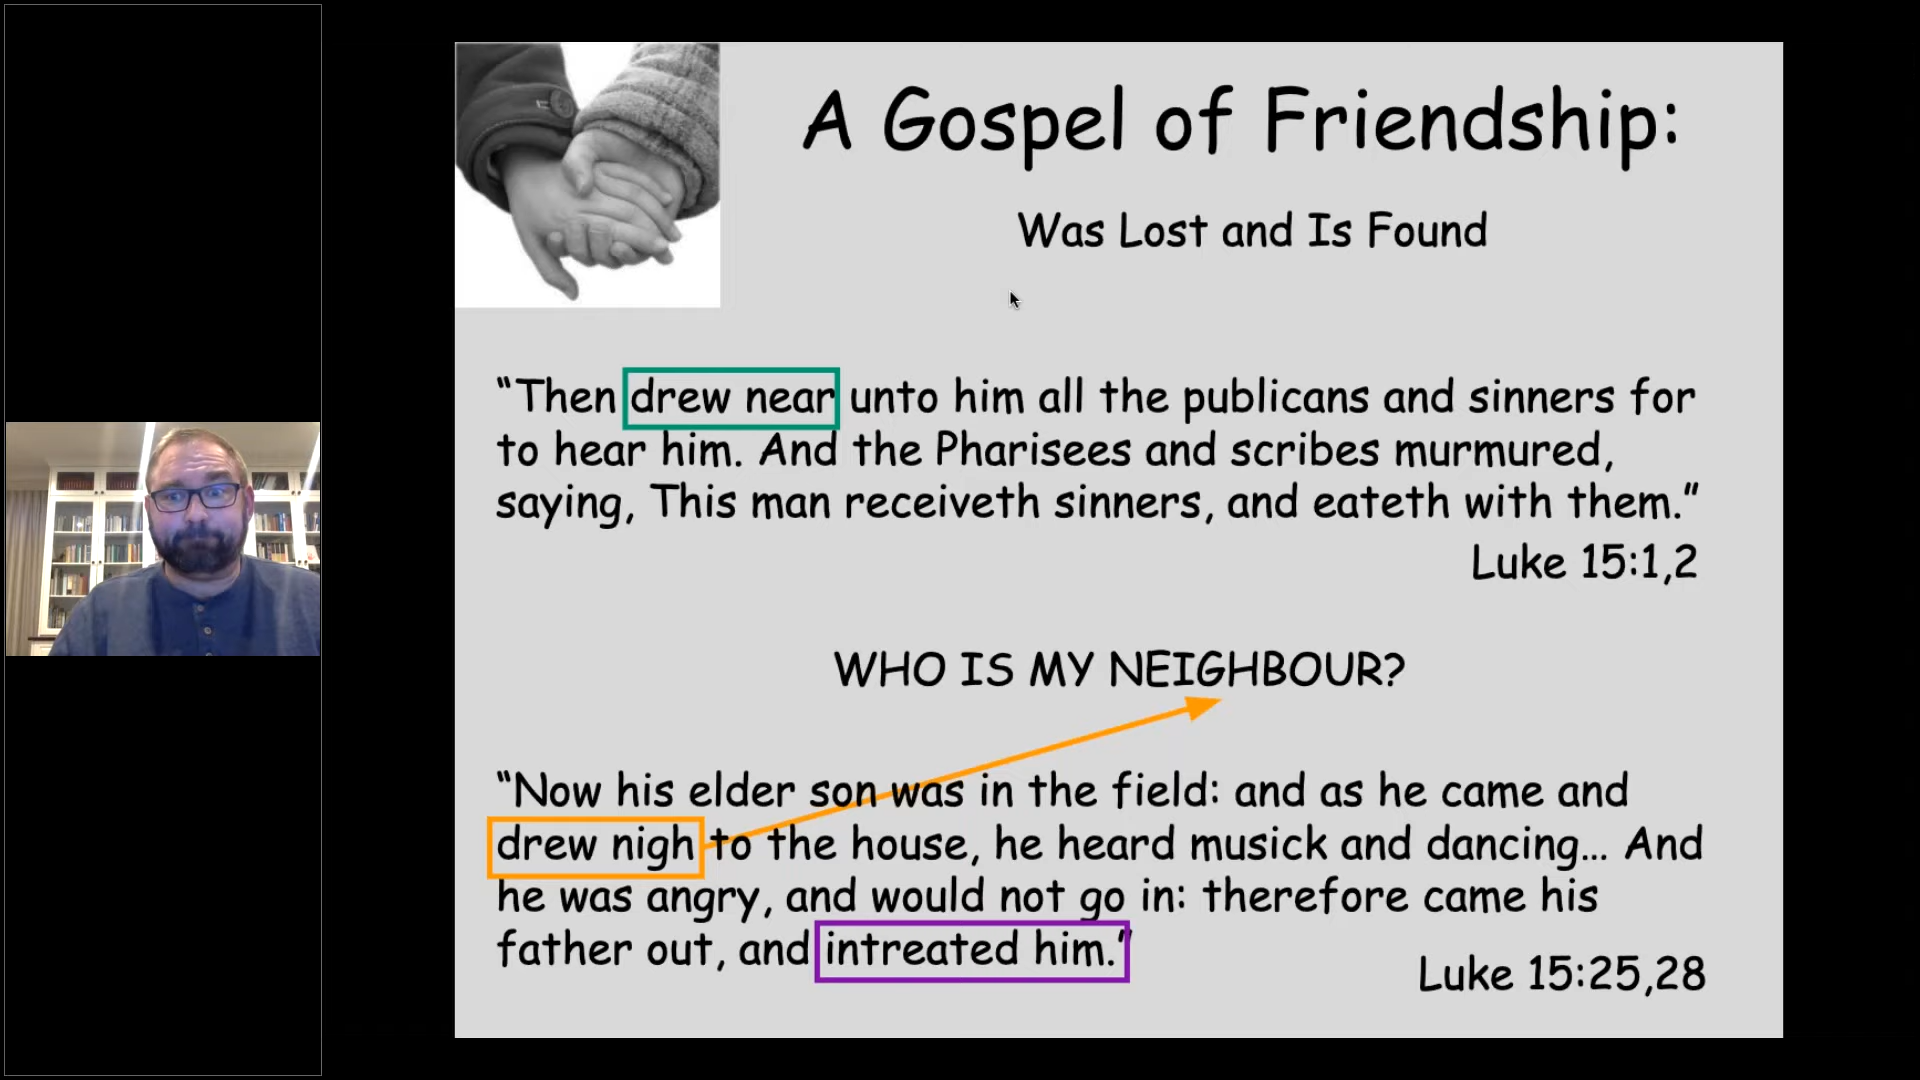 A Gospel of Friendship:
Was Lost and Is Found
“Then drew near unto him all the publicans and sinners for
to hear him. And the Pharisees and scribes murmured,
saying, This man receiveth sinners, and eateth with them.”
Luke 15:1,2
WHO IS MY NEIGHBOUR?
“Now his elder son was in the field: and as he came and
drew nigh to the house, he heard musick and dancing… And
he was angry, and would not go in: therefore came his
father out, and intreated him.”
Luke 15:25,28